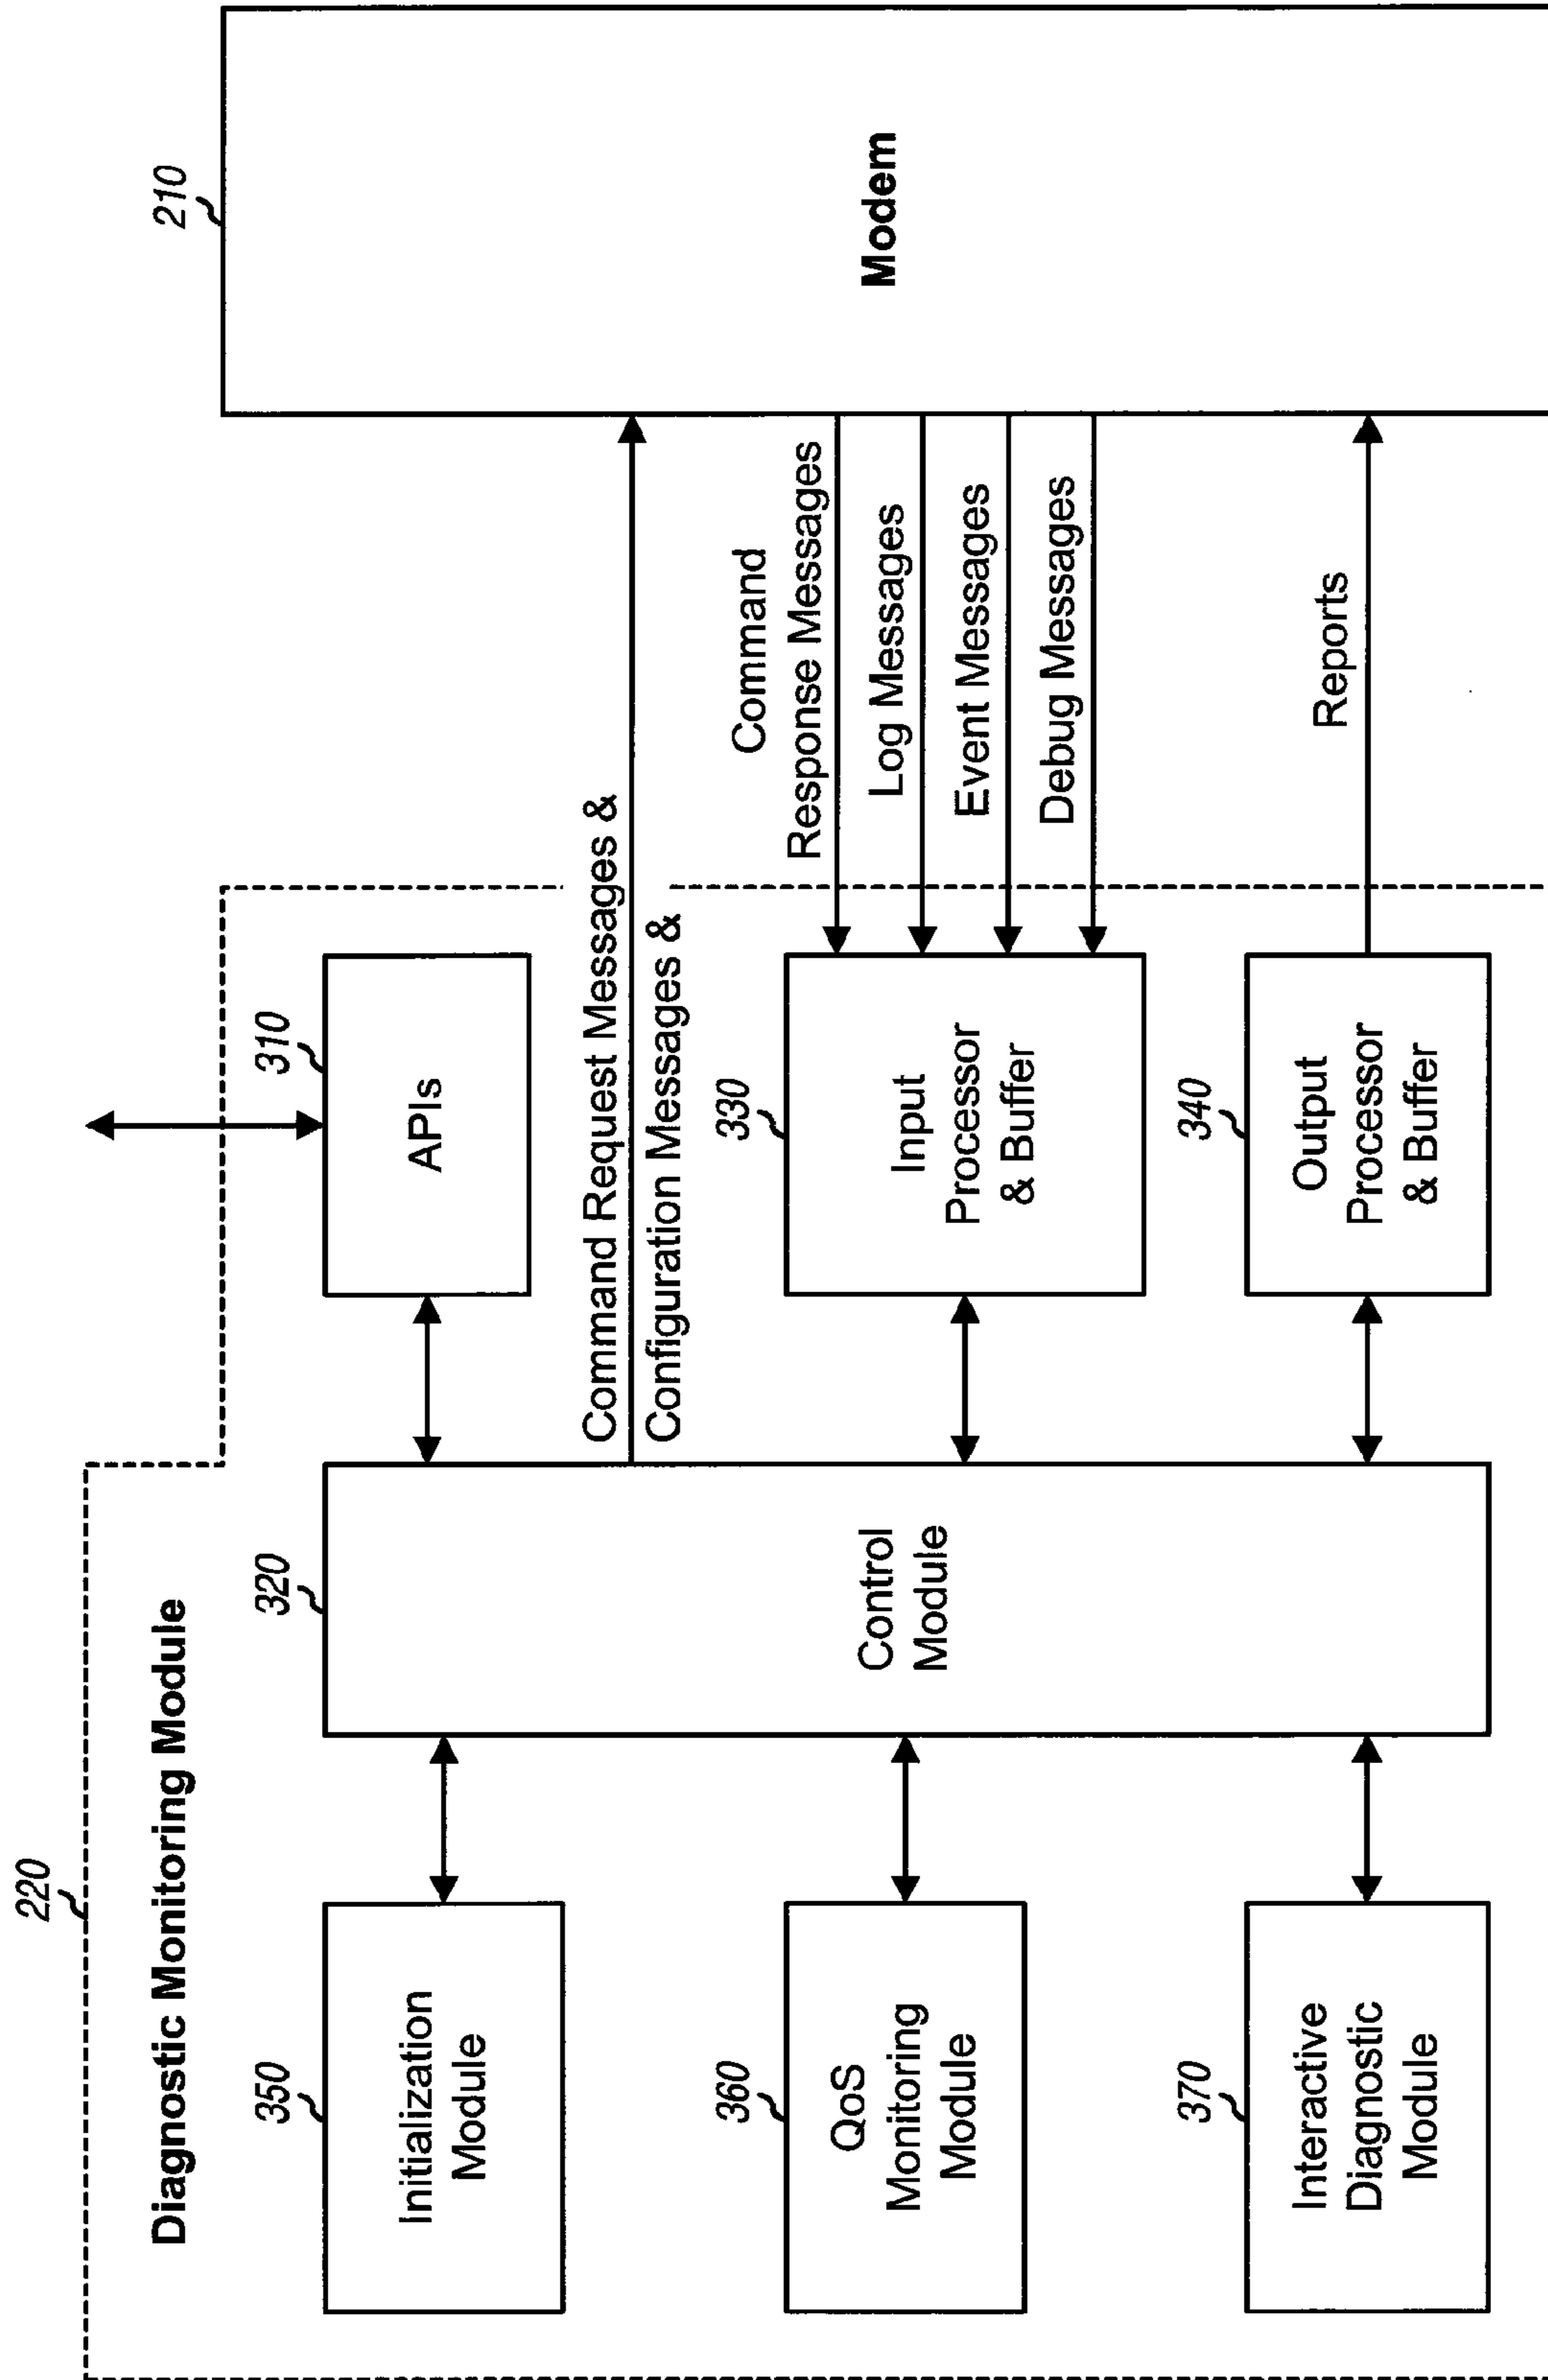 220
Diagnostic Monitoring Module
350
Initialization
Module
360
QoS
Monitoring
Module
370
Interactive
Diagnostic
Module
320
Control
Module
310
APIs
Command Request Messages &
Configuration Messages &
330
Input
Processor
& Buffer
340
Output
Processor
& Buffer
Command
Response Messages
Log Messages
Event Messages
Debug Messages
Reports
210
Modem